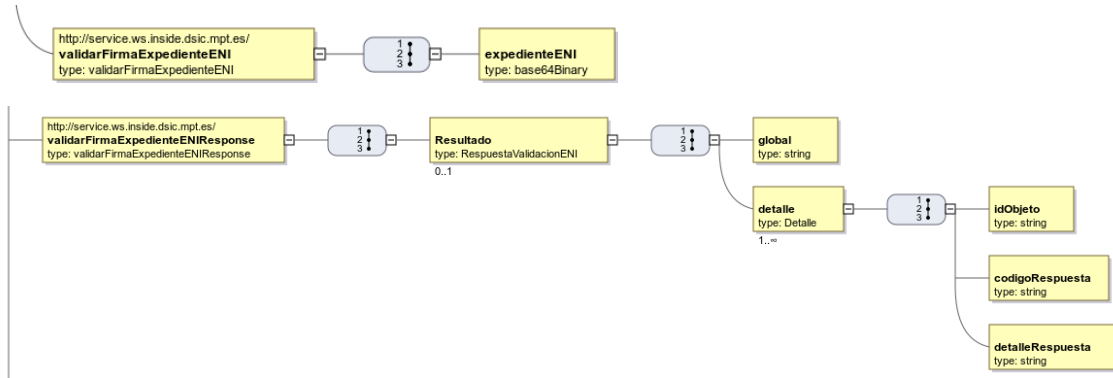 http://service.ws.inside.dsic.mpt.es/
validarFirmaExpedienteENI
type: validarFirmaExpedienteENI
1
2
3
expedienteENI
type: base64Binary
http://service.ws.inside.dsic.mpt.es/
validarFirmaExpedienteENIResponse
type: validarFirmaExpedienteENIResponse
1
2
3
Resultado
type: RespuestaValidacionENI
0..1
1
2
3
global
type: string
detalle
type: Detalle
1..∞
1
2
3
idObjeto
type: string
codigoRespuesta
type: string
detalleRespuesta
type: string